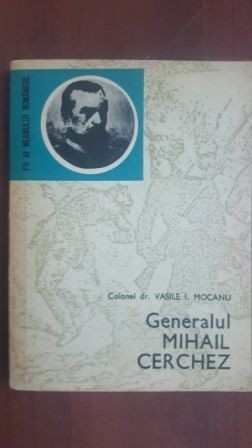 FII AI NEAMULUI ROMÂNESC
Colonel dr. VASILE I. MOCANU
Generalul
MIHAIL
CERCHEZ